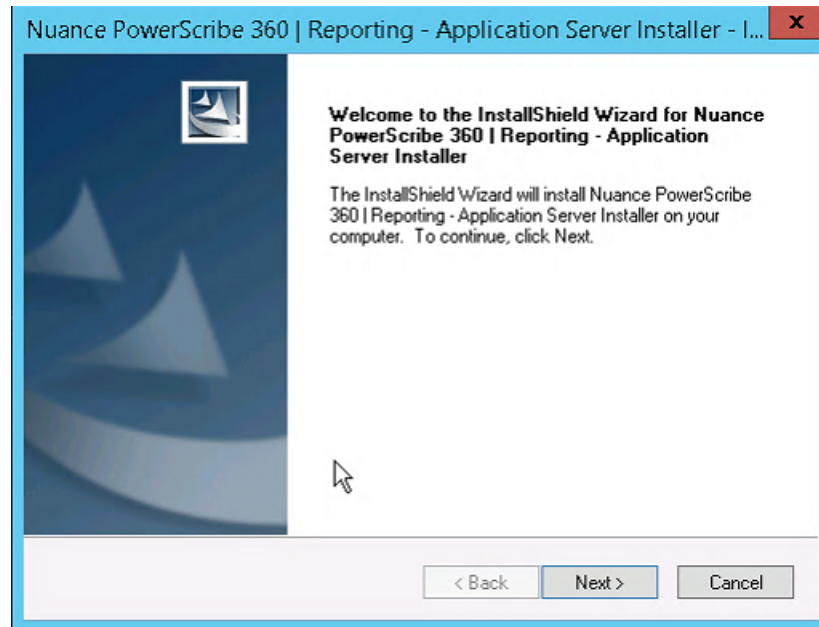 Nuance PowerScribe 360 | Reporting - Application Server Installer - I...
x
Welcome to the InstallShield Wizard for Nuance
PowerScribe 360 | Reporting - Application
Server Installer
The InstallShield Wizard will install Nuance PowerScribe
360 | Reporting - Application Server Installer on your
computer. To continue, click Next.
< Back Next > Cancel